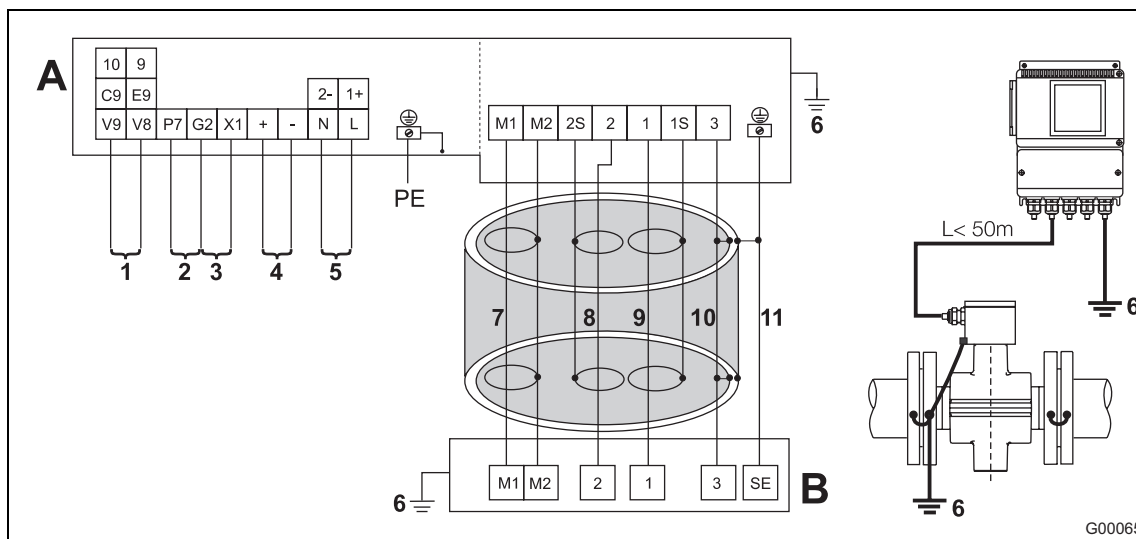 A
10 9
C9 E9 2- 1+
V9 V8 P7 G2 X1 + - N L
PE
1 2 3 4 5
M1 M2 2S 2 1 1S 3
6
7 8 9 10 11
M1 M2 2 1 3 SE
6
B
L< 50m
6
6
G00065